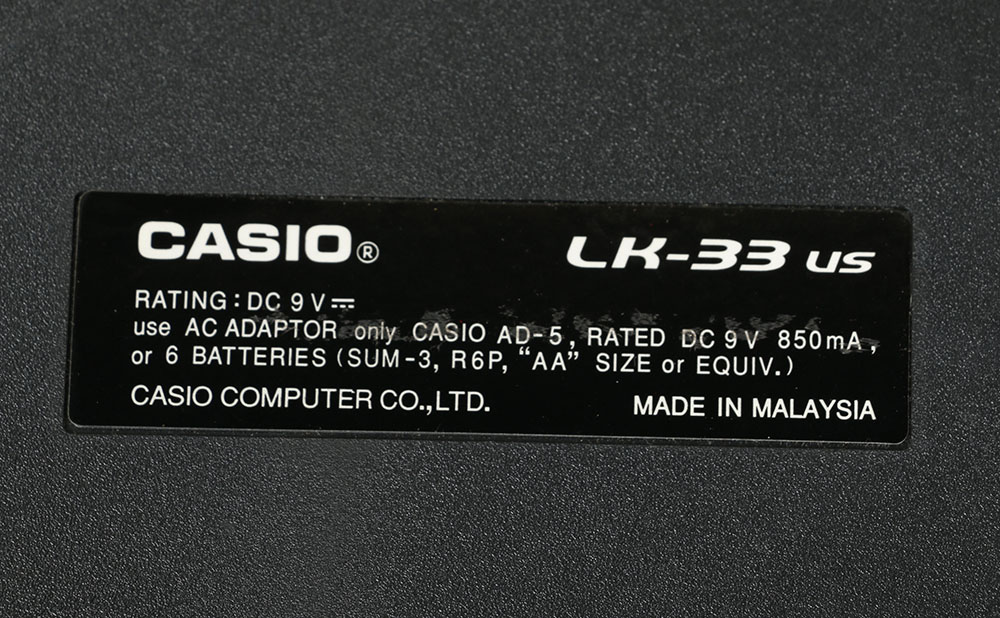 CASIO® LK-33 US
RATING : DC 9 V ⎓
use AC ADAPTOR only CASIO AD-5, RATED DC 9 V 850mA,
or 6 BATTERIES (SUM-3, R6P, “AA” SIZE or EQUIV.)
CASIO COMPUTER CO.,LTD. MADE IN MALAYSIA